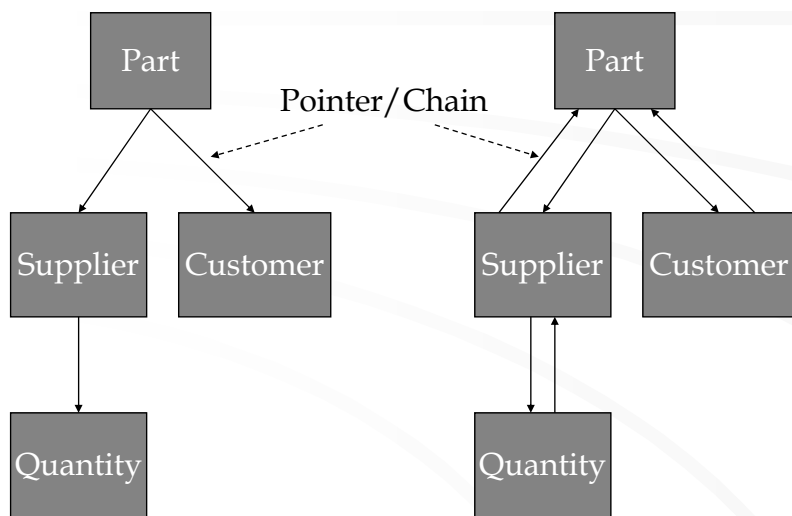 Part
Part
Pointer/Chain
Supplier
Customer
Supplier
Customer
Quantity
Quantity